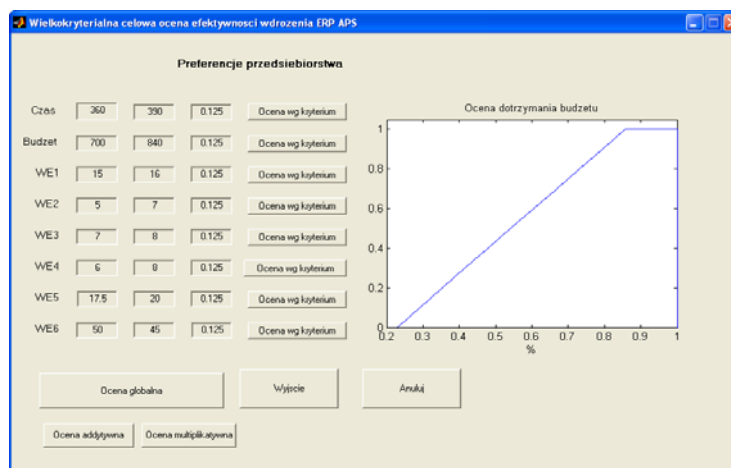 Wielkokryterialna celowa ocena efektywnosci wdrozenia ERP APS
Preferencje przedsiebiorstwa
Czas 360 390 0.125 Ocena wg kryterium
Budzet 700 840 0.125 Ocena wg kryterium
WE1 15 16 0.125 Ocena wg kryterium
WE2 5 7 0.125 Ocena wg kryterium
WE3 7 8 0.125 Ocena wg kryterium
WE4 6 8 0.125 Ocena wg kryterium
WE5 17.5 20 0.125 Ocena wg kryterium
WE6 50 45 0.125 Ocena wg kryterium
Ocena dotrzymania budzetu
1
0.8
0.6
0.4
0.2
0
0.2 0.3 0.4 0.5 0.6 0.7 0.8 0.9 1
%
Ocena globalna Wyjscie Anuluj
Ocena addytywna Ocena multiplikatywna